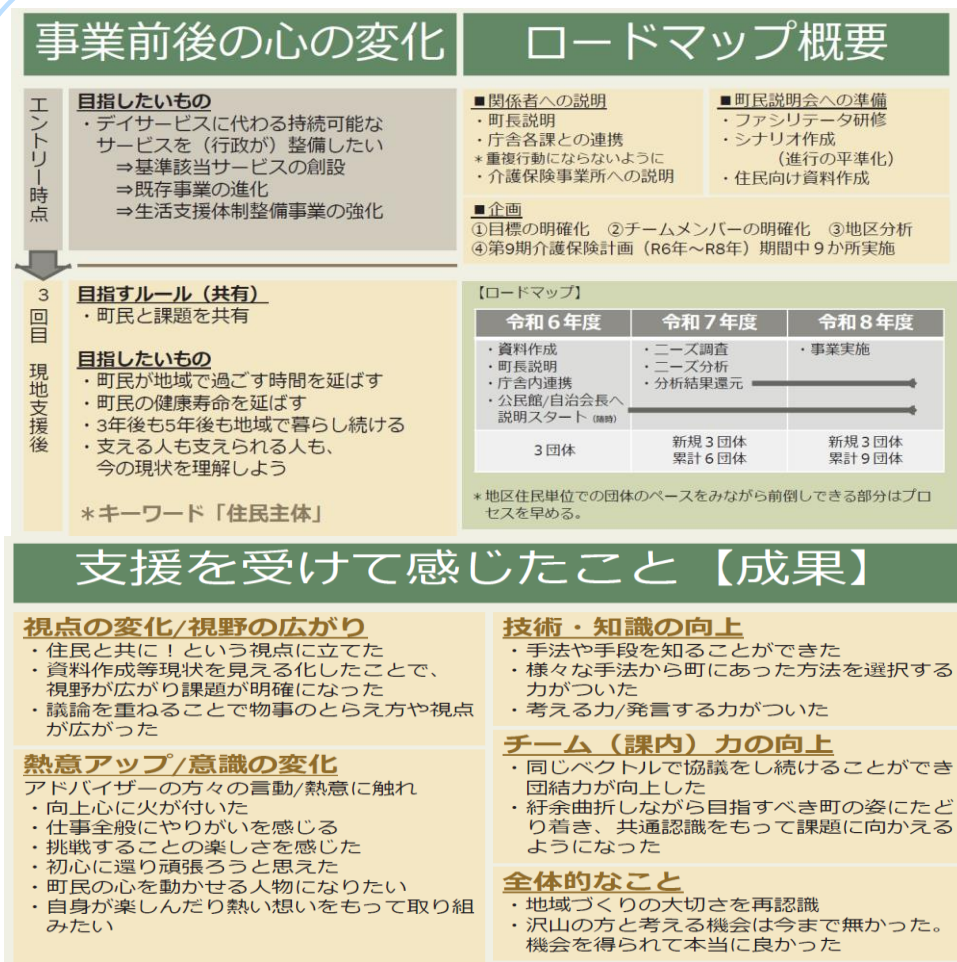 事業前後の心の変化
エントリー時点
目指したいもの
・デイサービスに代わる持続可能な
サービスを（行政が）整備したい
⇒基準該当サービスの創設
⇒既存事業の進化
⇒生活支援体制整備事業の強化
3回目 現地支援後
目指すルール（共有）
・町民と課題を共有
目指したいもの
・町民が地域で過ごす時間を延ばす
・町民の健康寿命を延ばす
・3年後も5年後も地域で暮らし続ける
・支える人も支えられる人も、
今の現状を理解しよう
＊キーワード「住民主体」
ロードマップ概要
■関係者への説明
・町長説明
・庁舎各課との連携
＊重複行動にならないように
・介護保険事業所への説明
■町民説明会への準備
・ファシリテータ研修
・シナリオ作成
（進行の平準化）
・住民向け資料作成
■企画
①目標の明確化 ②チームメンバーの明確化 ③地区分析
④第9期介護保険計画（R6年～R8年）期間中９か所実施
【ロードマップ】
令和６年度 令和７年度 令和８年度
・資料作成
・町長説明
・庁舎内連携
・公民館/自治会長へ
説明スタート（随時）
・ニーズ調査
・ニーズ分析
・分析結果還元
・事業実施
３団体
新規３団体
累計６団体
新規３団体
累計９団体
＊地区住民単位での団体のペースをみながら前倒しできる部分はプロ
セスを早める。
支援を受けて感じたこと【成果】
視点の変化/視野の広がり
・住民と共に！という視点に立てた
・資料作成等現状を見える化したことで、
視野が広がり課題が明確になった
・議論を重ねることで物事のとらえ方や視点
が広がった
熱意アップ/意識の変化
アドバイザーの方々の言動/熱意に触れ
・向上心に火が付いた
・仕事全般にやりがいを感じる
・挑戦することの楽しさを感じた
・初心に還り頑張ろうと思えた
・町民の心を動かせる人物になりたい
・自身が楽しんだり熱い想いをもって取り組
みたい
技術・知識の向上
・手法や手段を知ることができた
・様々な手法から町にあった方法を選択する
力がついた
・考える力/発言する力がついた
チーム（課内）力の向上
・同じベクトルで協議をし続けることができ
団結力が向上した
・紆余曲折しながら目指すべき町の姿にたど
り着き、共通認識をもって課題に向かえる
ようになった
全体的なこと
・地域づくりの大切さを再認識
・沢山の方と考える機会は今まで無かった。
機会を得られて本当に良かった